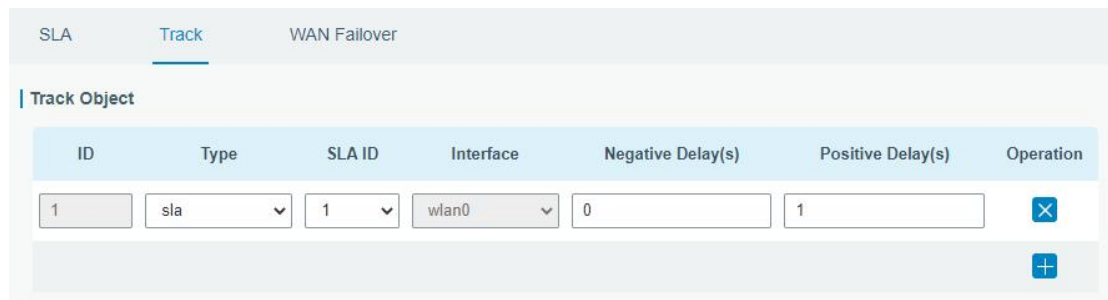 SLA Track WAN Failover
Track Object
ID Type SLA ID Interface Negative Delay(s) Positive Delay(s) Operation
1 sla 1 wlan0 0 1